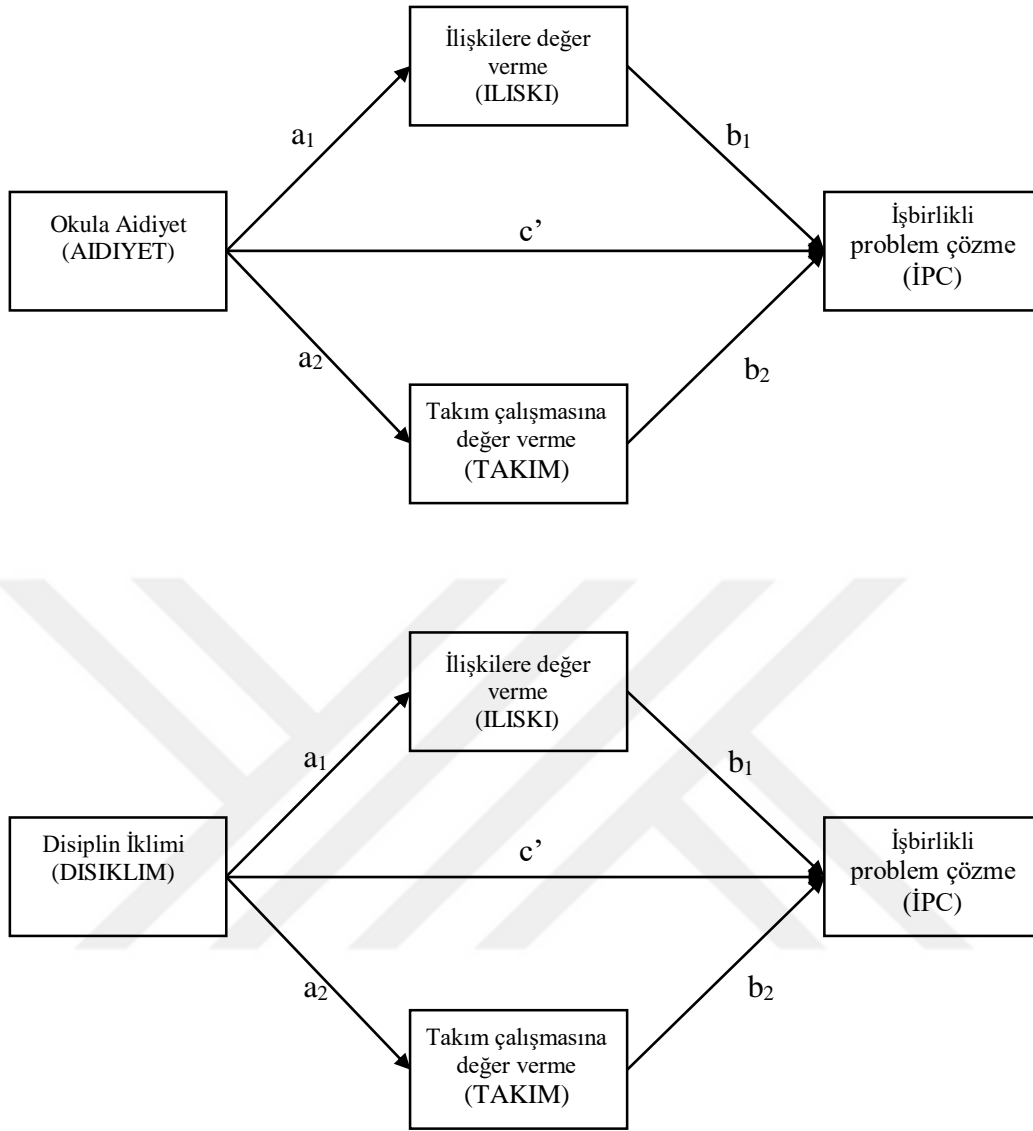 İlişkilere değer
verme
(ILISKI)
a1
b1
Okula Aidiyet
(AIDIYET)
c’
İşbirlikli
problem çözme
(İPC)
a2
b2
Takım çalışmasına
değer verme
(TAKIM)
İlişkilere değer
verme
(ILISKI)
a1
b1
Disiplin İklimi
(DISIKLIM)
c’
İşbirlikli
problem çözme
(İPC)
a2
b2
Takım çalışmasına
değer verme
(TAKIM)